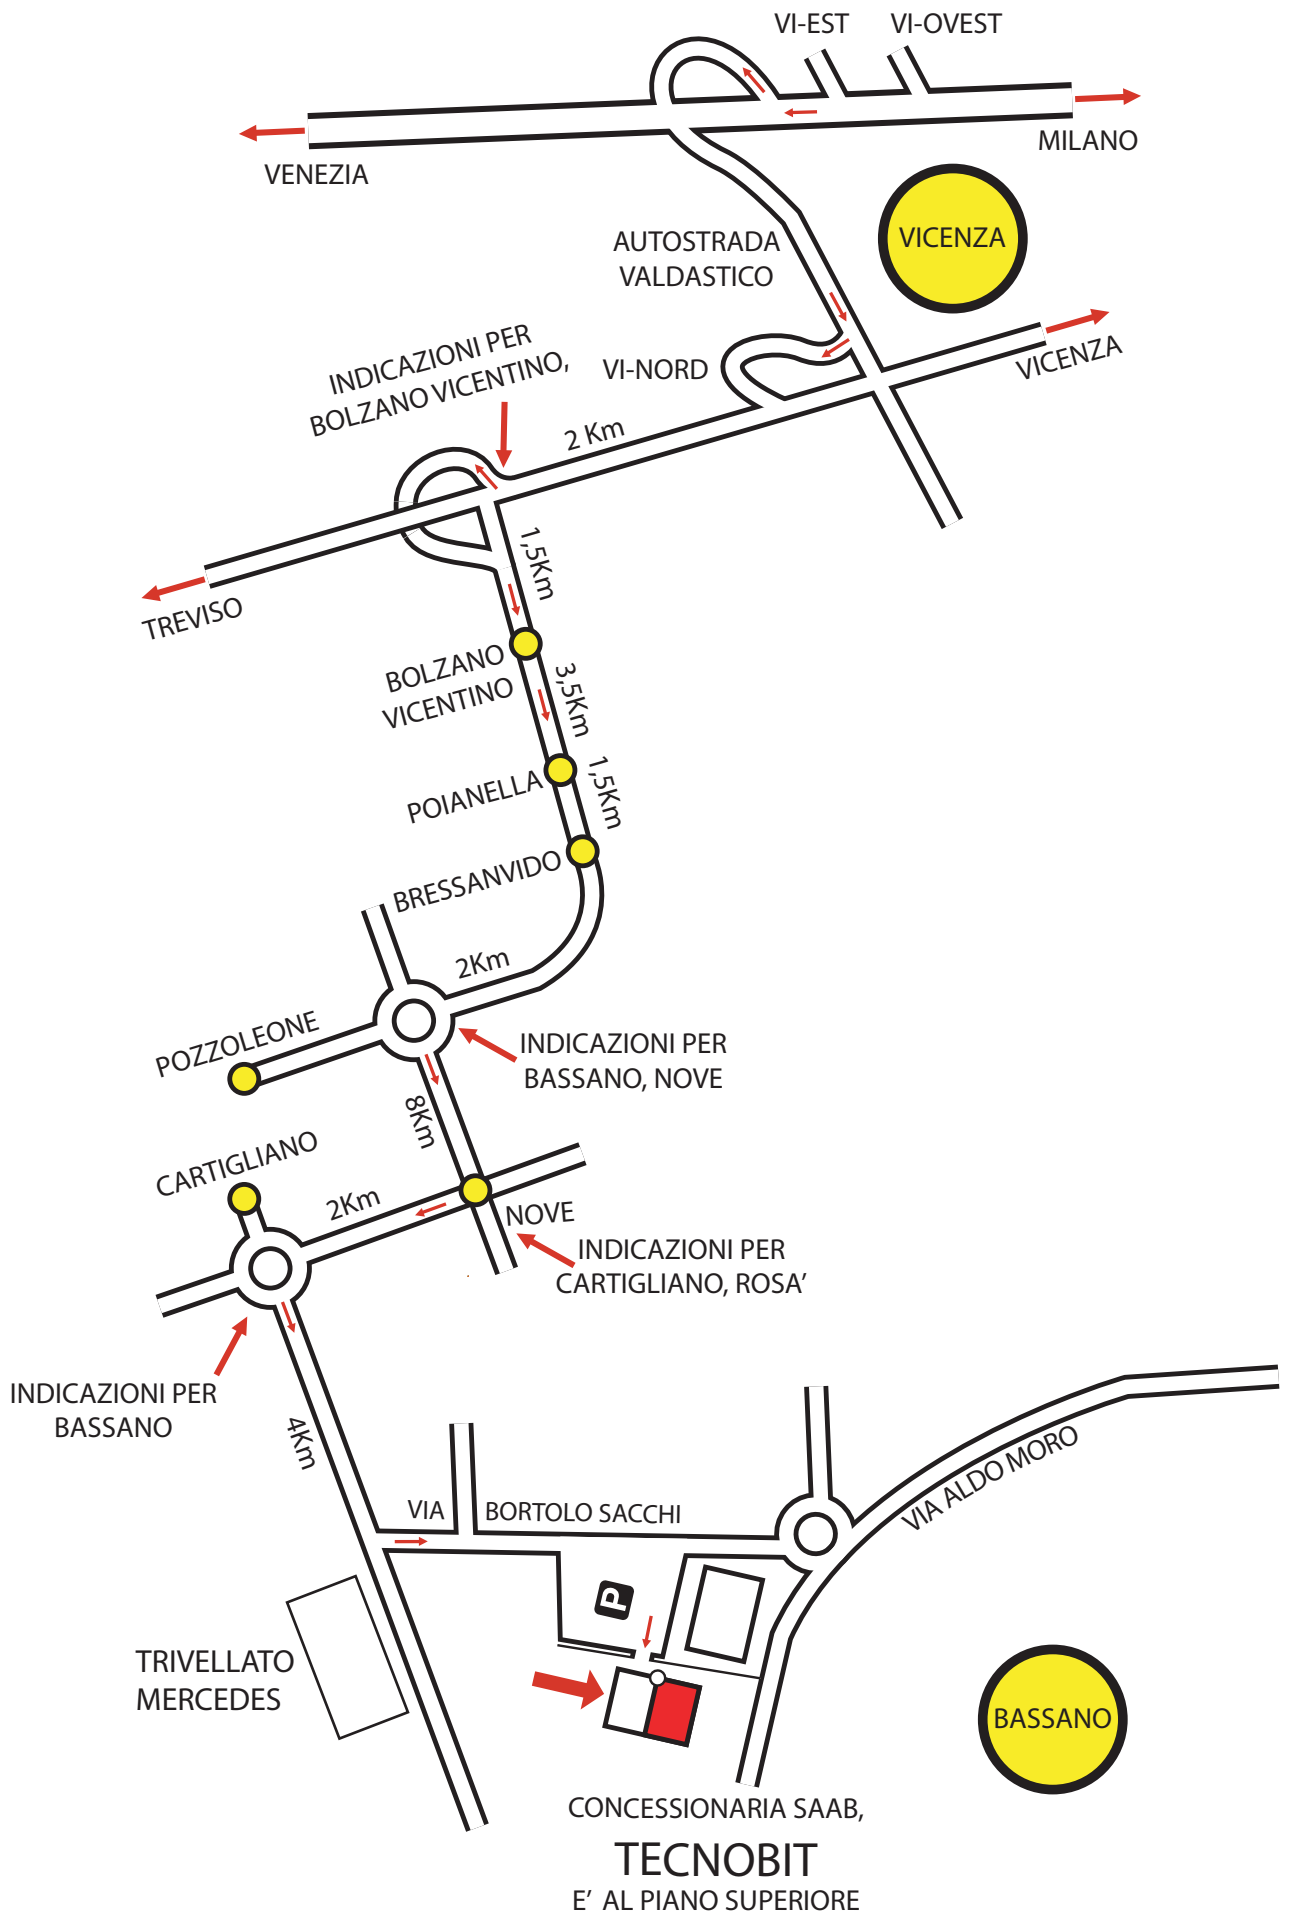 VI-EST
VI-OVEST
MILANO
VENEZIA
VICENZA
AUTOSTRADA
VALDASTICO
INDICAZIONI PER
BOLZANO VICENTINO,
VI-NORD
VICENZA
2 Km
TREVISO
1,5Km
BOLZANO
VICENTINO
3,5Km
POIANELLA
1,5Km
BRESSANVIDO
2Km
POZZOLEONE
INDICAZIONI PER
BASSANO, NOVE
8Km
CARTIGLIANO
2Km
NOVE
INDICAZIONI PER
CARTIGLIANO, ROSA'
INDICAZIONI PER
BASSANO
4Km
VIA BORTOLO SACCHI
VIA ALDO MORO
P
TRIVELLATO
MERCEDES
BASSANO
CONCESSIONARIA SAAB,
TECNOBIT
E' AL PIANO SUPERIORE